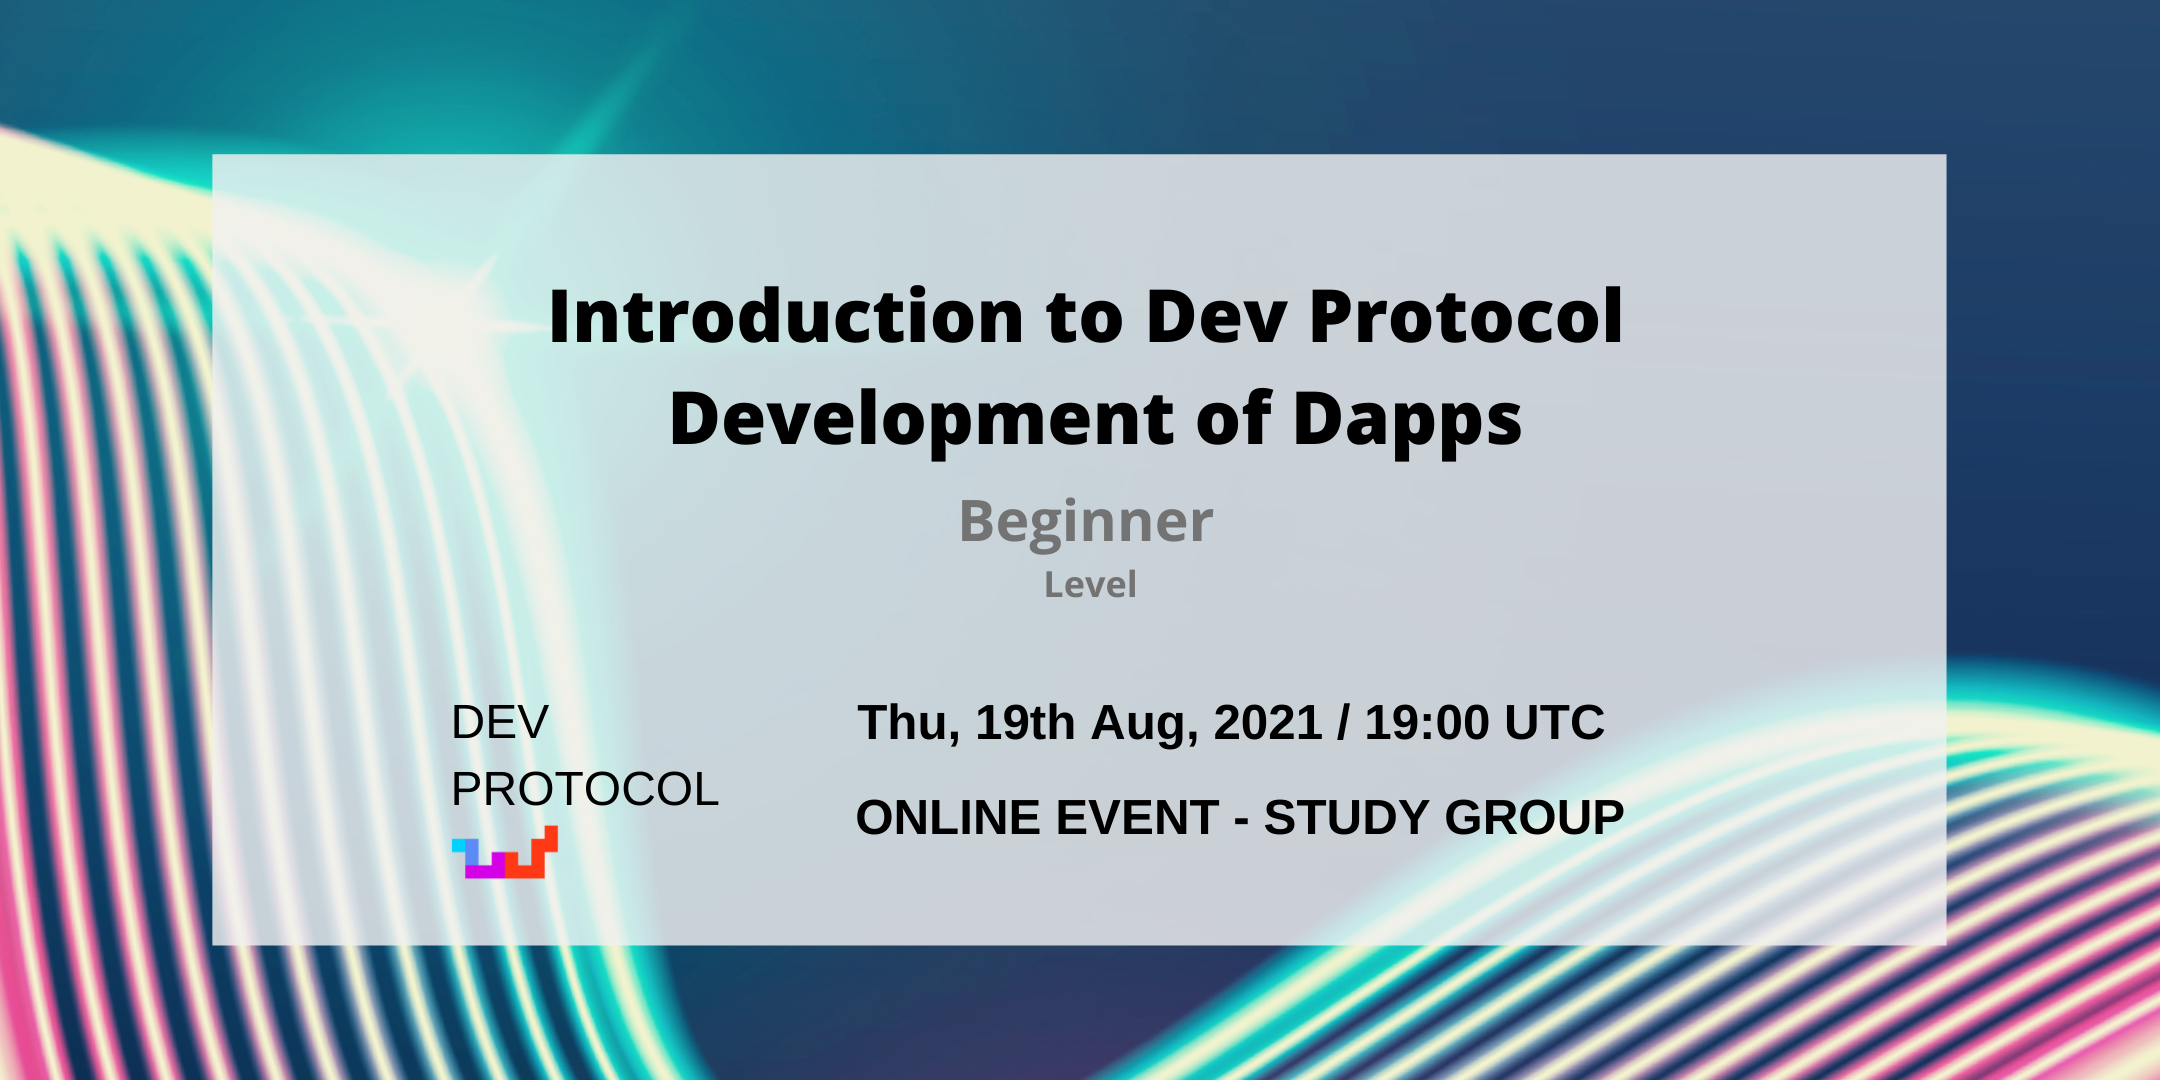 Introduction to Dev Protocol
Development of Dapps
Beginner
Level
DEV
PROTOCOL
Thu, 19th Aug, 2021 / 19:00 UTC
ONLINE EVENT - STUDY GROUP